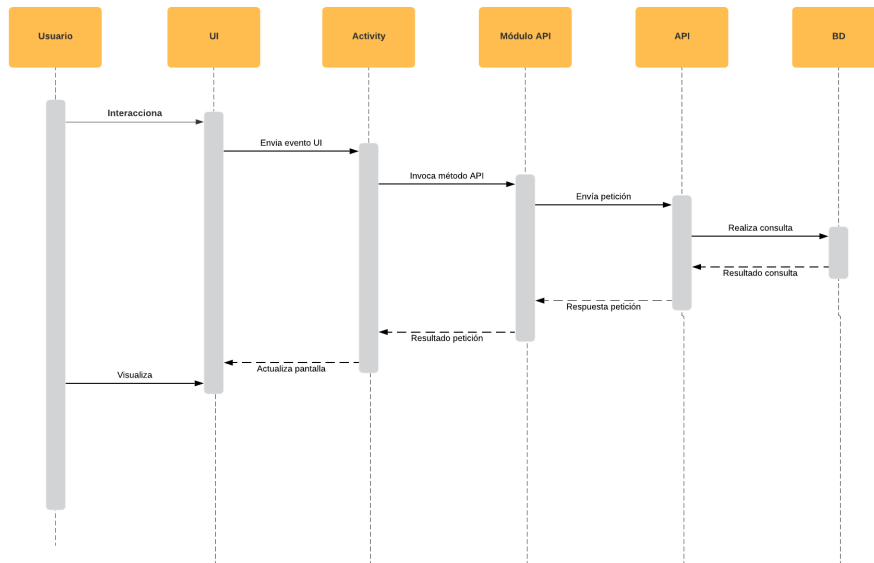 Usuario
UI
Activity
Módulo API
API
BD
Interacciona
Envia evento UI
Invoca método API
Envía petición
Realiza consulta
Resultado consulta
Respuesta petición
Resultado petición
Actualiza pantalla
Visualiza